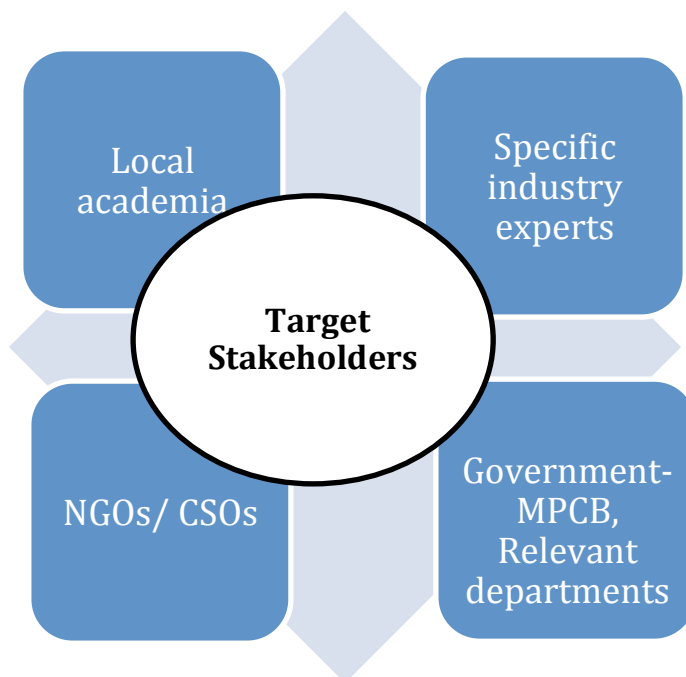 Local
academia
Specific
industry
experts
Target
Stakeholders
NGOs/ CSOs
Government-
MPCB,
Relevant
departments